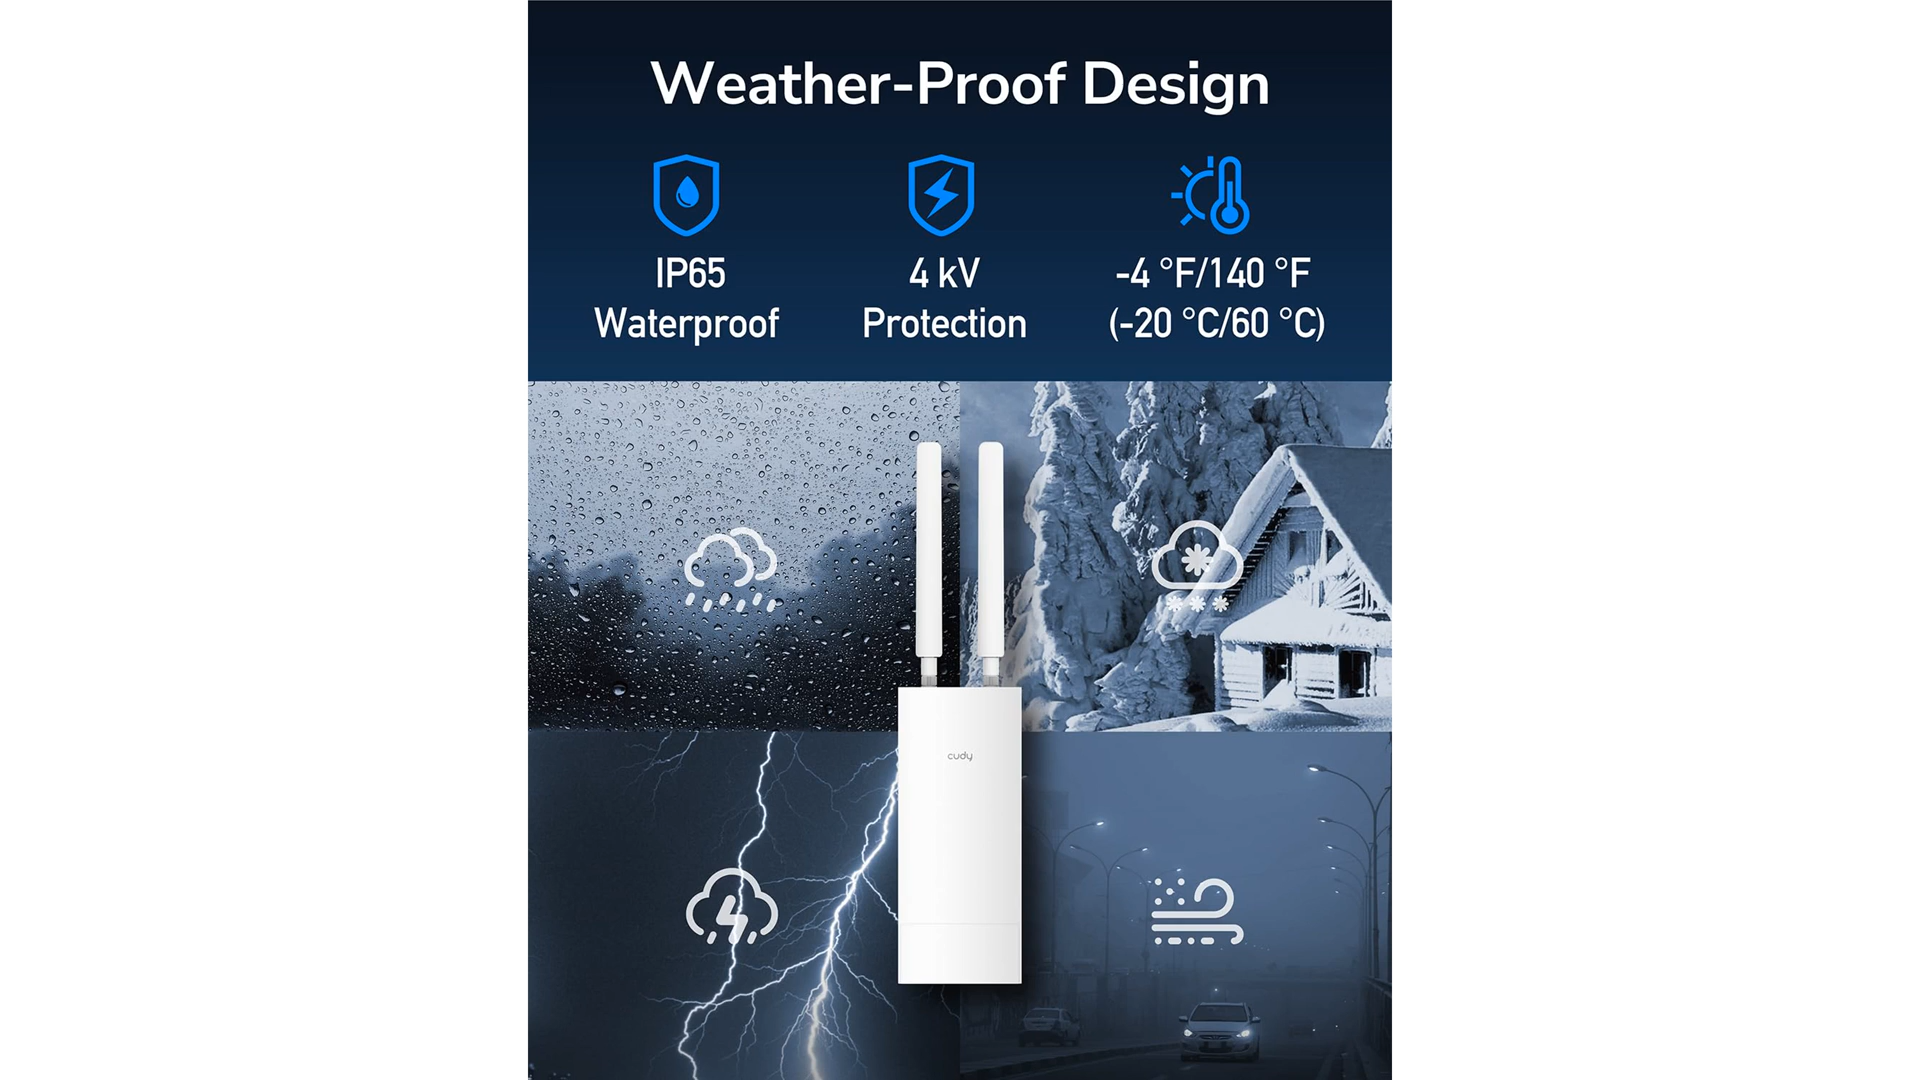 Weather-Proof Design
IP65
Waterproof
4 kV
Protection
-4 °F/140 °F
(-20 °C/60 °C)
cudy